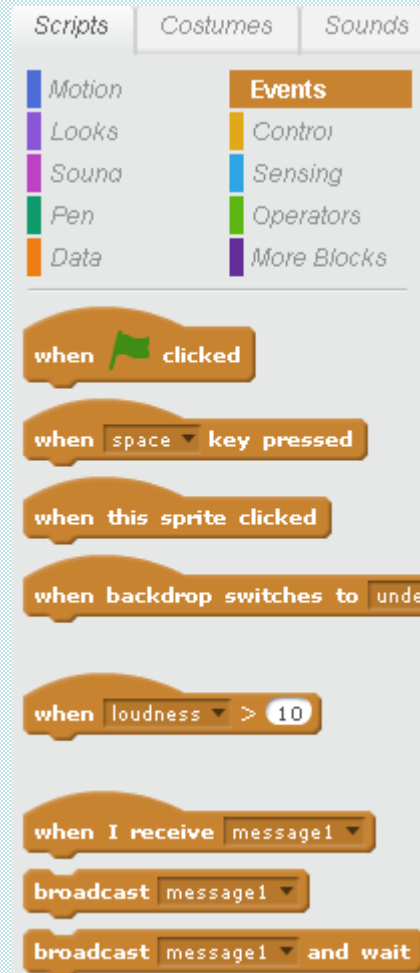 Scripts Costumes Sounds
Motion Events
Looks Control
Sound Sensing
Pen Operators
Data More Blocks
when clicked
when space key pressed
when this sprite clicked
when backdrop switches to unde
when loudness > 10
when I receive message1
broadcast message1
broadcast message1 and wait